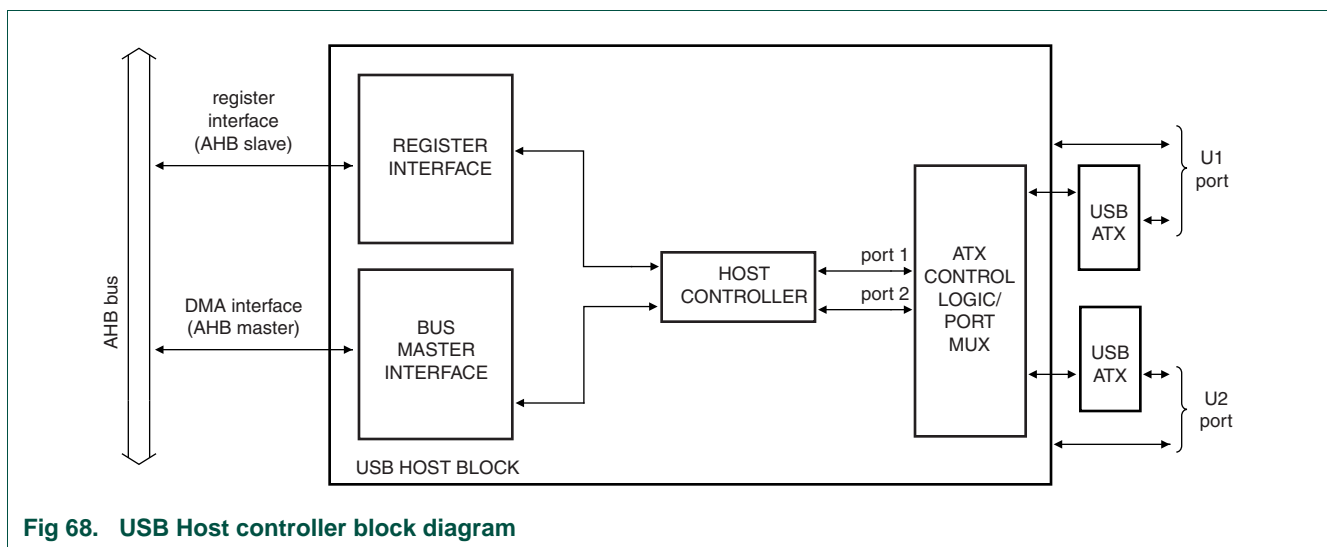 AHB bus
register
interface
(AHB slave)
DMA interface
(AHB master)
REGISTER
INTERFACE
BUS
MASTER
INTERFACE
USB HOST BLOCK
HOST
CONTROLLER
port 1
port 2
ATX
CONTROL
LOGIC/
PORT
MUX
USB
ATX
U1
port
USB
ATX
U2
port
Fig 68. USB Host controller block diagram